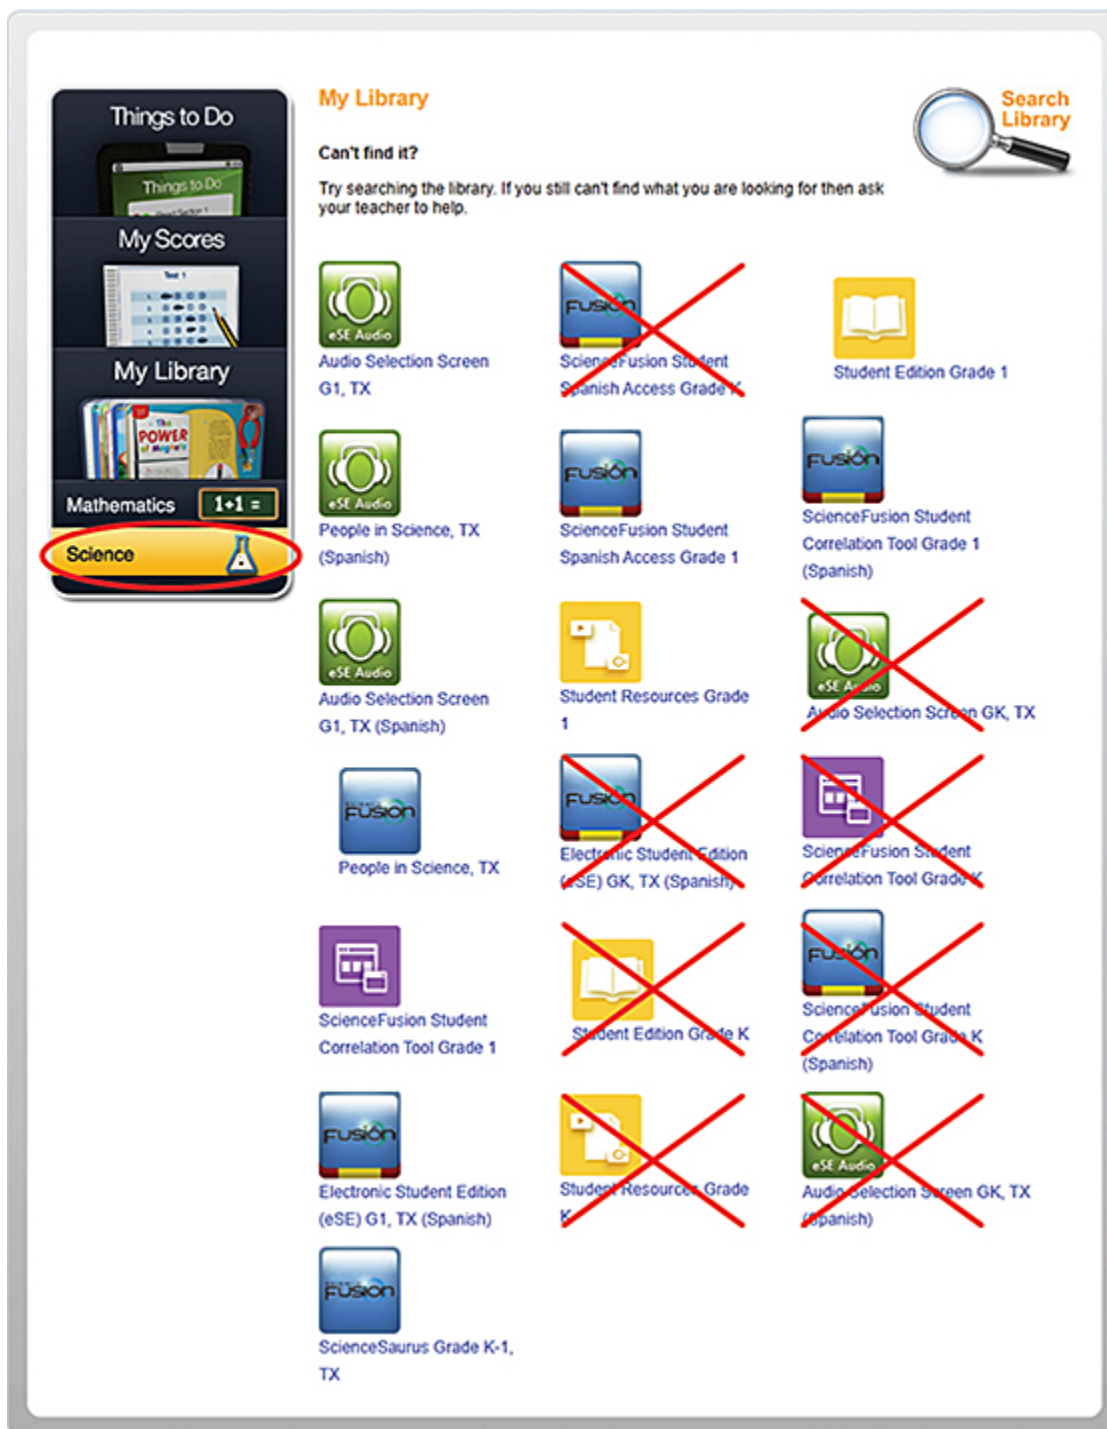 Things to Do
Things to Do
My Scores
Test 1
My Library
The
POWER
of Magnets
Mathematics
1+1 =
Science
My Library
Search
Library
Can't find it?
Try searching the library. If you still can't find what you are looking for then ask
your teacher to help.
eSE Audio
Audio Selection Screen
G1, TX
FUSION
ScienceFusion Student
Spanish Access Grade K
Student Edition Grade 1
eSE Audio
People in Science, TX
(Spanish)
FUSION
ScienceFusion Student
Spanish Access Grade 1
FUSION
ScienceFusion Student
Correlation Tool Grade 1
(Spanish)
eSE Audio
Audio Selection Screen
G1, TX (Spanish)
Student Resources Grade
1
eSE Audio
Audio Selection Screen GK, TX
SCIENCE
FUSION
People in Science, TX
FUSION
Electronic Student Edition
(eSE) GK, TX (Spanish)
ScienceFusion Student
Correlation Tool Grade K
ScienceFusion Student
Correlation Tool Grade 1
Student Edition Grade K
FUSION
ScienceFusion Student
Correlation Tool Grade K
(Spanish)
FUSION
Electronic Student Edition
(eSE) G1, TX (Spanish)
Student Resources Grade
K
eSE Audio
Audio Selection Screen GK, TX
(Spanish)
SCIENCE
FUSION
ScienceSaurus Grade K-1,
TX